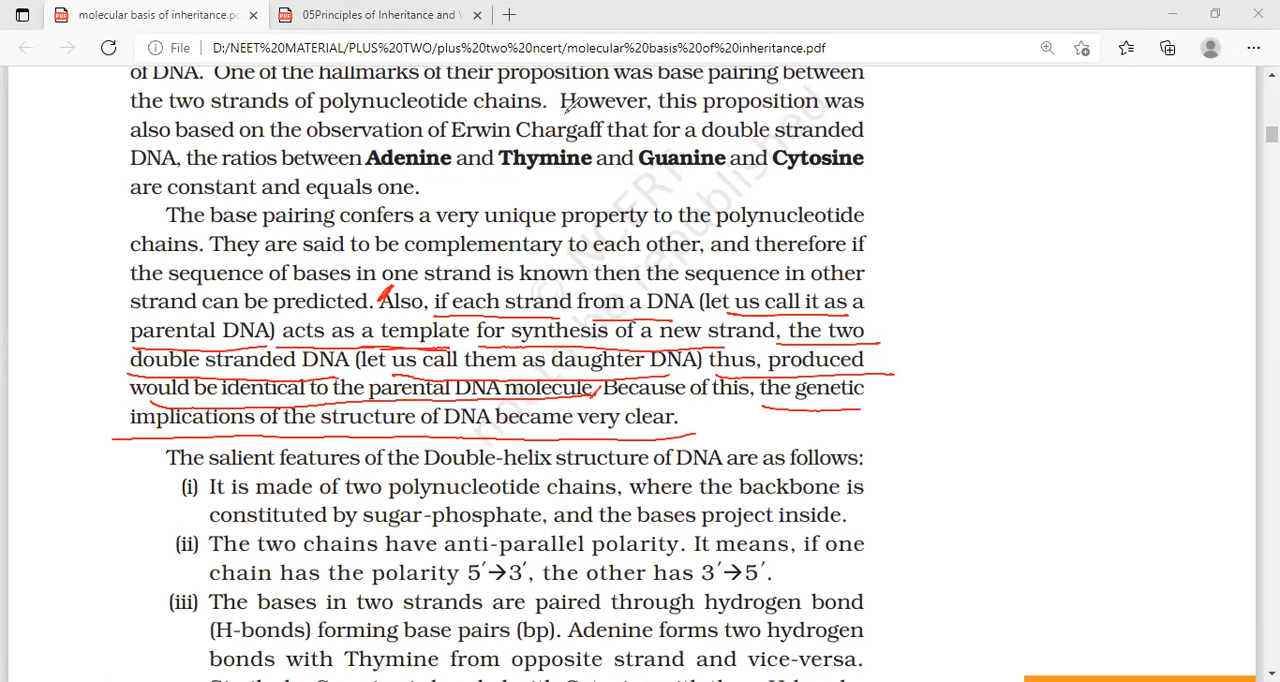 molecular basis of inheritance.pd
05Principles of Inheritance and V
File
D:/NEET%20MATERIAL/PLUS%20TWO/plus%20two%20ncert/molecular%20basis%20of%20inheritance.pdf
of DNA. One of the hallmarks of their proposition was base pairing between
the two strands of polynucleotide chains. However, this proposition was
also based on the observation of Erwin Chargaff that for a double stranded
DNA, the ratios between Adenine and Thymine and Guanine and Cytosine
are constant and equals one.
The base pairing confers a very unique property to the polynucleotide
chains. They are said to be complementary to each other, and therefore if
the sequence of bases in one strand is known then the sequence in other
strand can be predicted. Also, if each strand from a DNA (let us call it as a
parental DNA) acts as a template for synthesis of a new strand, the two
double stranded DNA (let us call them as daughter DNA) thus, produced
would be identical to the parental DNA molecule. Because of this, the genetic
implications of the structure of DNA became very clear.
The salient features of the Double-helix structure of DNA are as follows:
(i) It is made of two polynucleotide chains, where the backbone is
constituted by sugar-phosphate, and the bases project inside.
(ii) The two chains have anti-parallel polarity. It means, if one
chain has the polarity 5′→3′, the other has 3′→5′.
(iii) The bases in two strands are paired through hydrogen bond
(H-bonds) forming base pairs (bp). Adenine forms two hydrogen
bonds with Thymine from opposite strand and vice-versa.
© NCERT
not to be republished